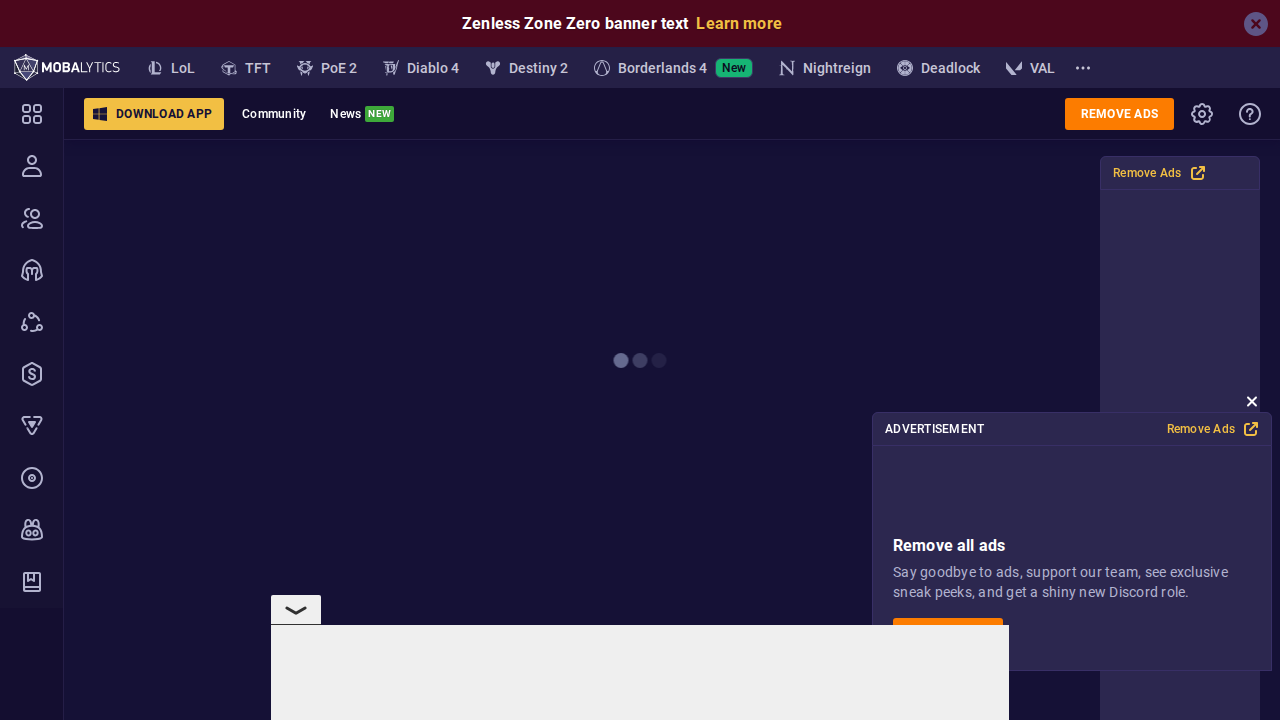 Zenless Zone Zero banner text Learn more
MOBALYTICS LoL TFT PoE 2 Diablo 4 Destiny 2 Borderlands 4 New Nightreign Deadlock VAL
DOWNLOAD APP Community News NEW REMOVE ADS
Remove Ads
ADVERTISEMENT Remove Ads
Remove all ads
Say goodbye to ads, support our team, see exclusive
sneak peeks, and get a shiny new Discord role.